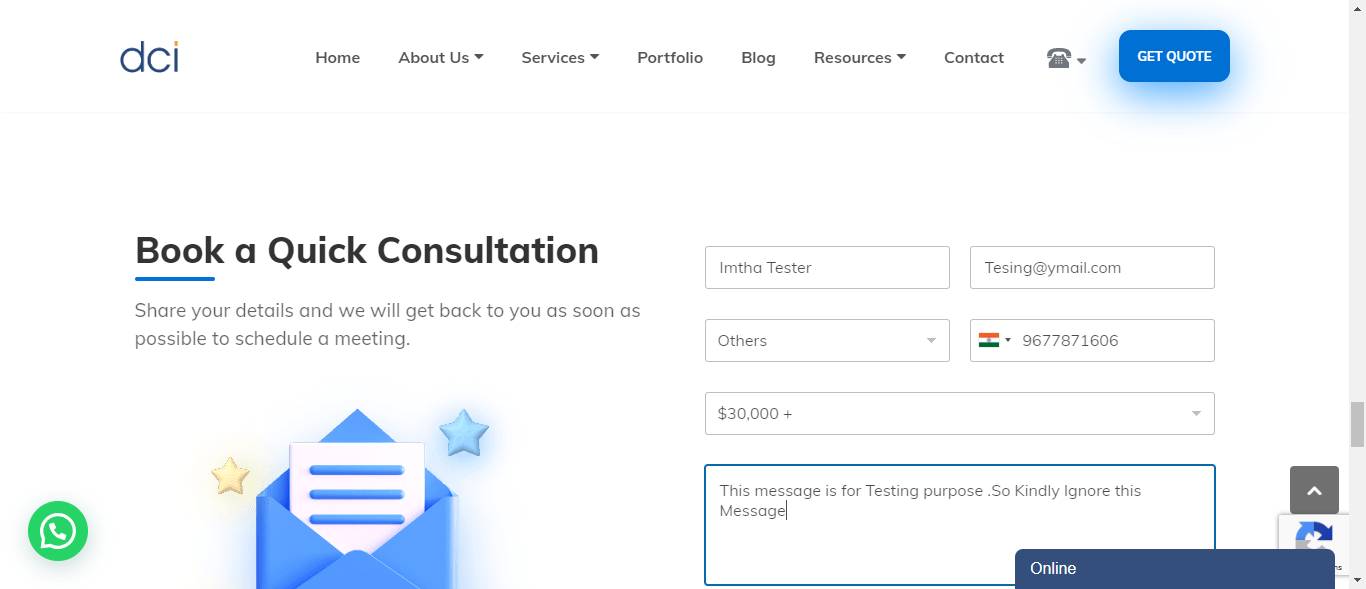 dci
Home About Us Services Portfolio Blog Resources Contact GET QUOTE
Book a Quick Consultation
Share your details and we will get back to you as soon as
possible to schedule a meeting.
Imtha Tester Tesing@ymail.com
Others 9677871606
$30,000 +
This message is for Testing purpose .So Kindly Ignore this
Message
Online